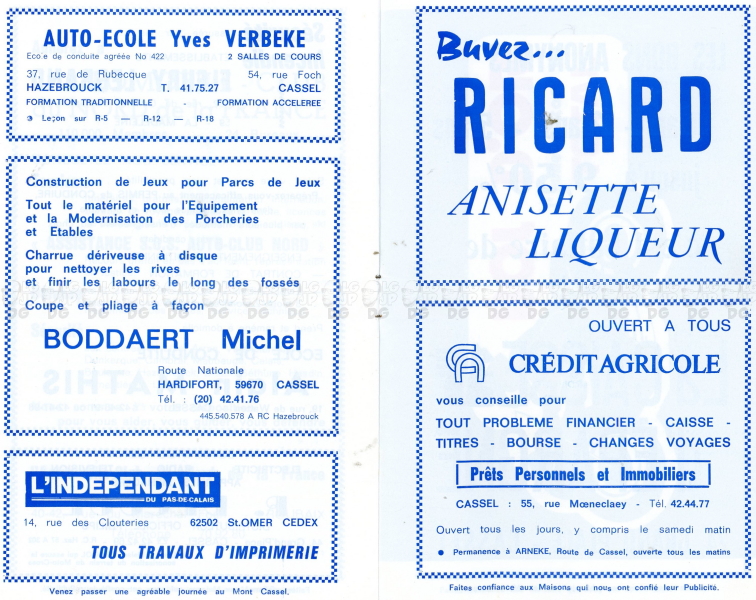 AUTO-ECOLE Yves VERBEKE
Ecole de conduite agréée No 422 2 SALLES DE COURS
37, rue de Rubecque 54, rue Foch
HAZEBROUCK T. 41.75.27 CASSEL
FORMATION TRADITIONNELLE FORMATION ACCELEREE
Leçon sur R-5 — R-12 — R-18
Construction de Jeux pour Parcs de Jeux
Tout le matériel pour l'Equipement
et la Modernisation des Porcheries
et Etables
Charrue dériveuse à disque
pour nettoyer les rives
et finir les labours le long des fossés
Coupe et pliage à façon
BODDAERT Michel
Route Nationale
HARDIFORT, 59670 CASSEL
Tél. : (20) 42.41.76
445.540.578 A RC Hazebrouck
L'INDEPENDANT
DU PAS-DE-CALAIS
14, rue des Clouteries 62502 St.OMER CEDEX
TOUS TRAVAUX D'IMPRIMERIE
Venez passer une agréable journée au Mont Cassel.
Buvez...
RICARD
ANISETTE
LIQUEUR
OUVERT A TOUS
CRÉDIT AGRICOLE
vous conseille pour
TOUT PROBLEME FINANCIER - CAISSE -
TITRES - BOURSE - CHANGES VOYAGES
Prêts Personnels et Immobiliers
CASSEL : 55, rue Mœneclaey - Tél. 42.44.77
Ouvert tous les jours, y compris le samedi matin
● Permanence à ARNEKE, Route de Cassel, ouverte tous les matins
Faites confiance aux Maisons qui nous ont confié leur Publicité.